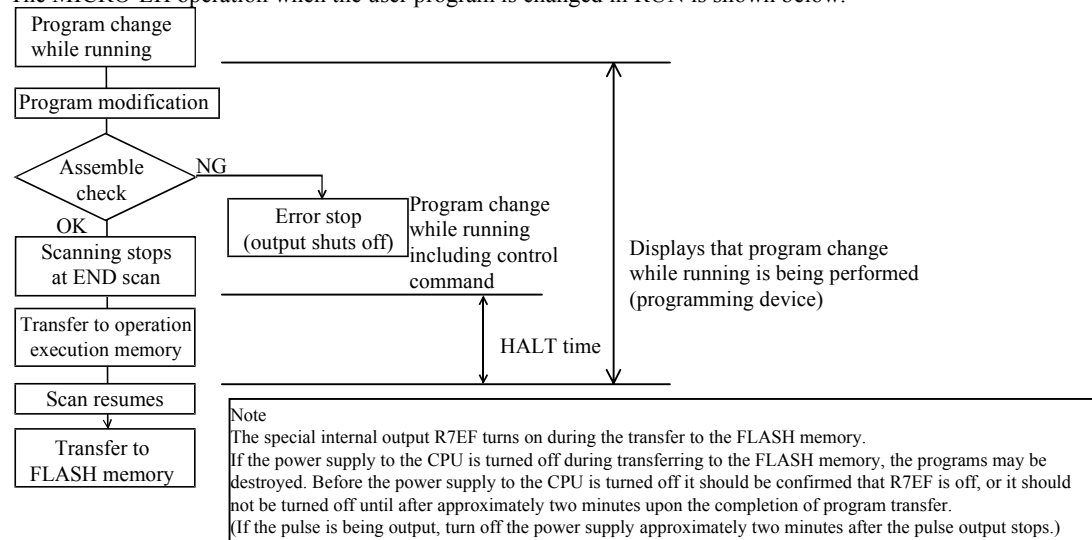 The MICRO-EH operation when the user program is changed in RUN is shown below.
Program change
while running
Program modification
Assemble
check
NG
OK
Error stop
(output shuts off)
Program change
while running
including control
command
Scanning stops
at END scan
Displays that program change
while running is being performed
(programming device)
Transfer to operation
execution memory
HALT time
Scan resumes
Transfer to
FLASH memory
Note
The special internal output R7EF turns on during the transfer to the FLASH memory.
If the power supply to the CPU is turned off during transferring to the FLASH memory, the programs may be
destroyed. Before the power supply to the CPU is turned off it should be confirmed that R7EF is off, or it should
not be turned off until after approximately two minutes upon the completion of program transfer.
(If the pulse is being output, turn off the power supply approximately two minutes after the pulse output stops.)